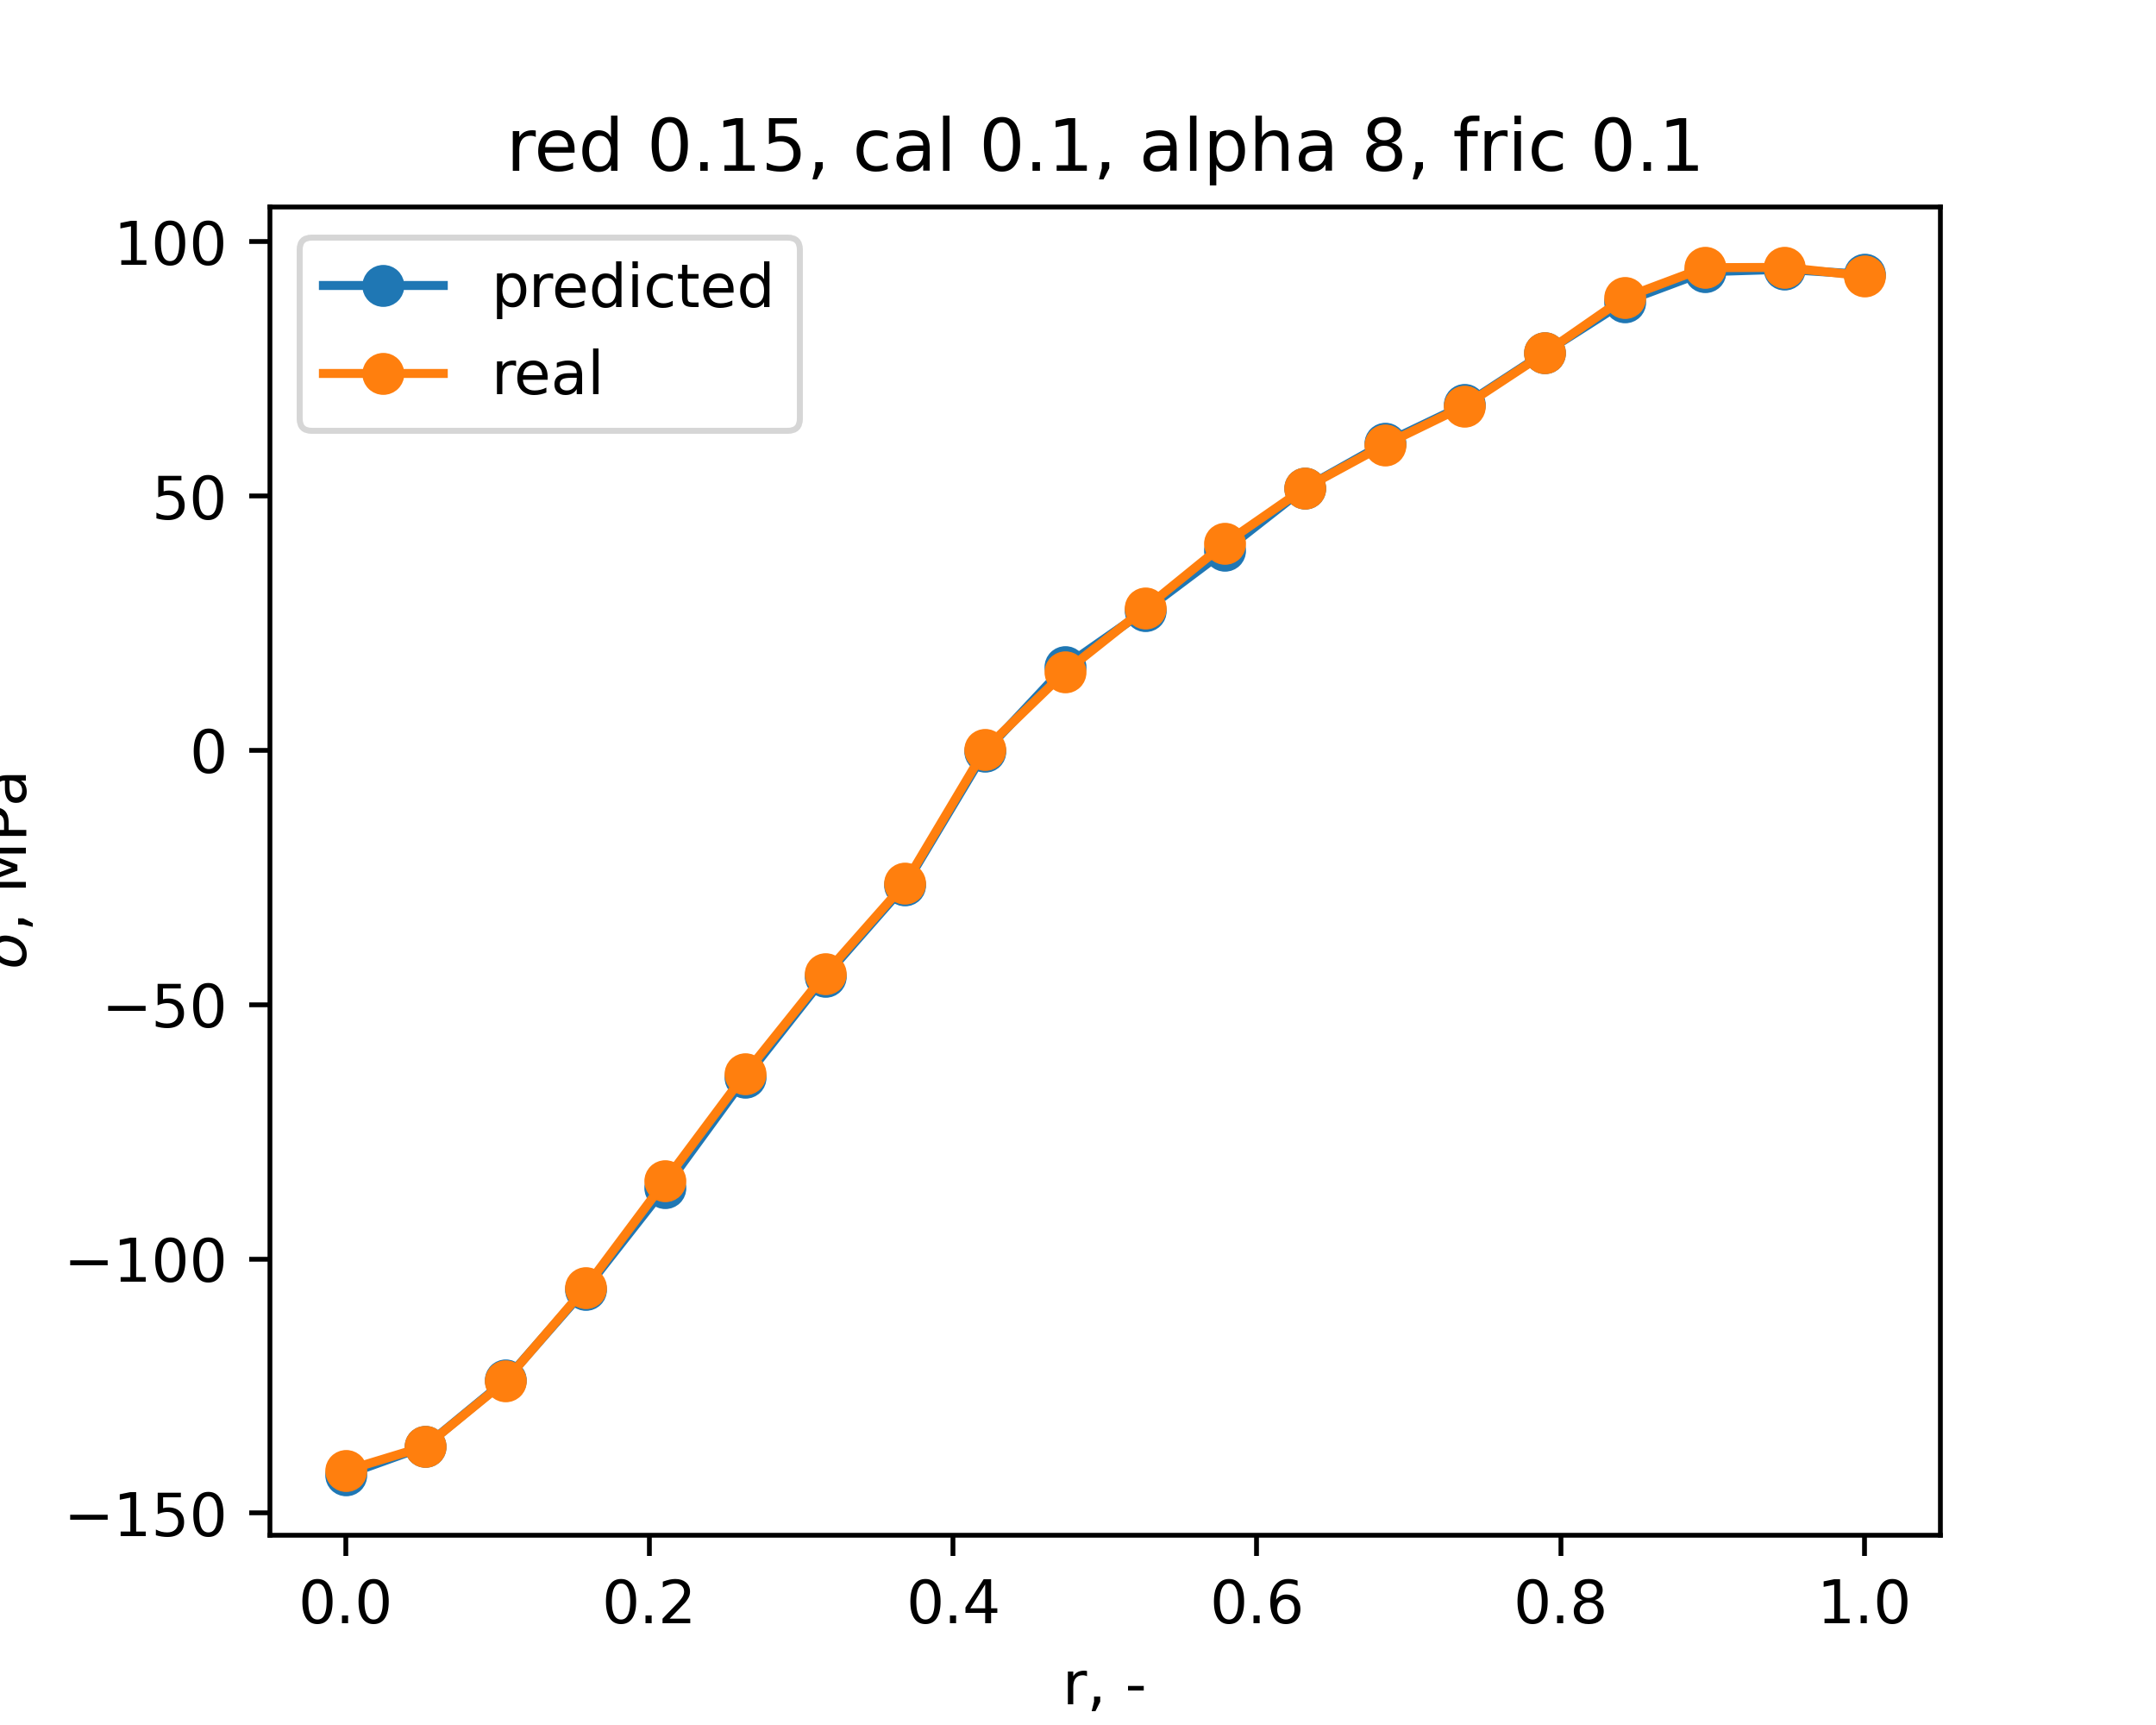 red 0.15, cal 0.1, alpha 8, fric 0.1
predicted
real
100
50
0
−50
−100
−150
σ, MPa
0.0 0.2 0.4 0.6 0.8 1.0
r, -